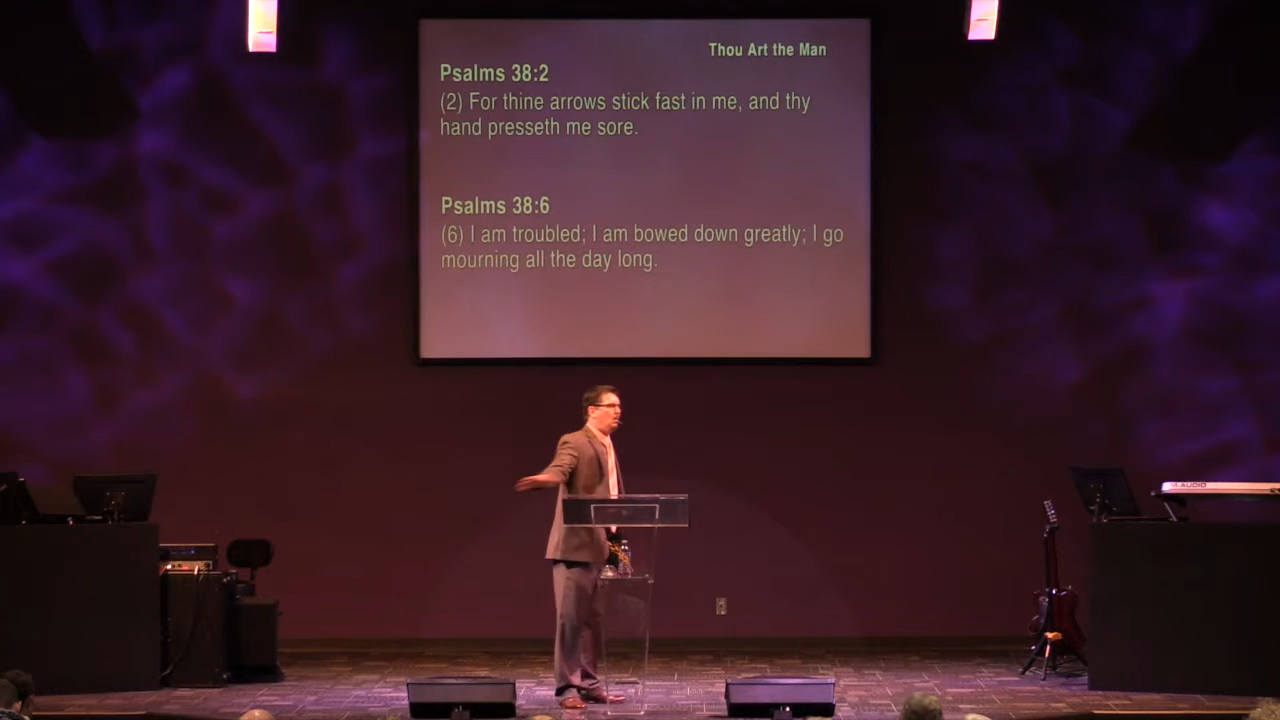 Thou Art the Man
Psalms 38:2
(2) For thine arrows stick fast in me, and thy
hand presseth me sore.
Psalms 38:6
(6) I am troubled; I am bowed down greatly; I go
mourning all the day long.
M-AUDIO